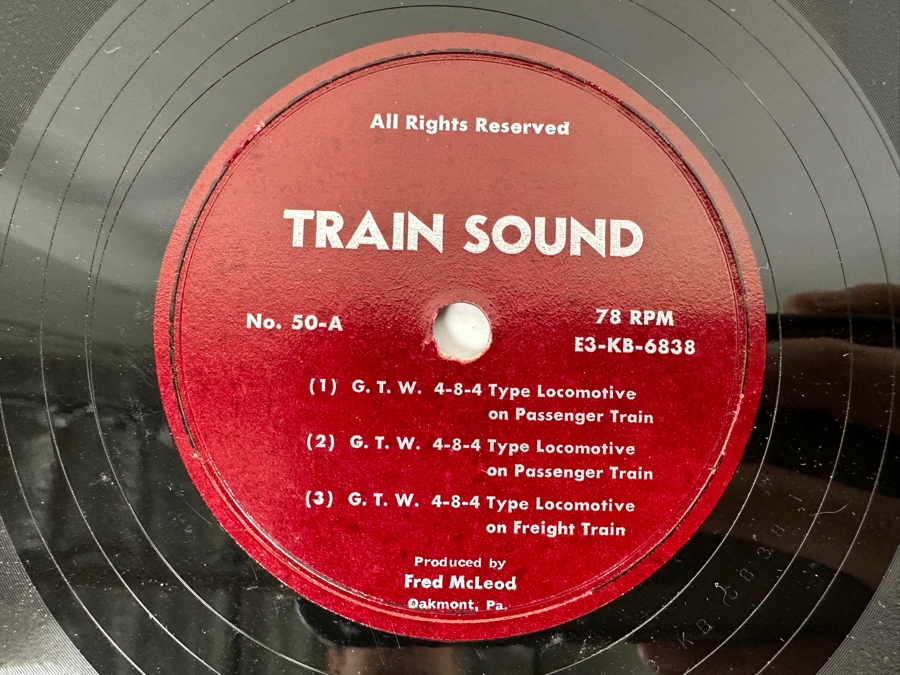 All Rights Reserved
TRAIN SOUND
No. 50-A
78 RPM
E3-KB-6838
(1) G. T. W. 4-8-4 Type Locomotive
on Passenger Train
(2) G. T. W. 4-8-4 Type Locomotive
on Passenger Train
(3) G. T. W. 4-8-4 Type Locomotive
on Freight Train
Produced by
Fred McLeod
Oakmont, Pa.
KB